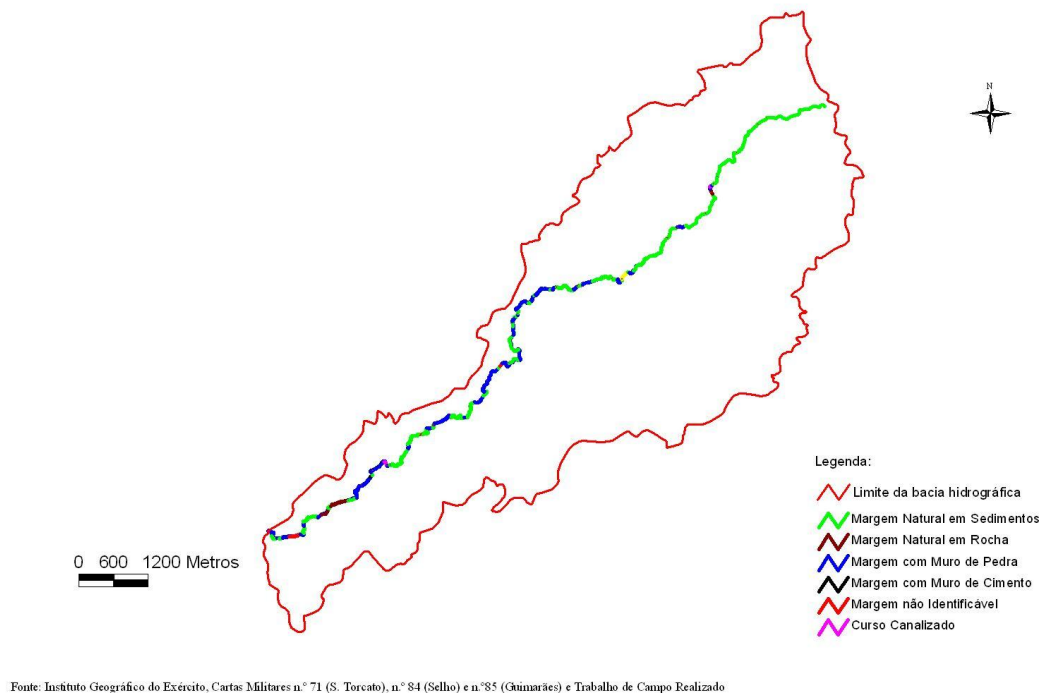 N
Legenda:
Limite da bacia hidrográfica
Margem Natural em Sedimentos
Margem Natural em Rocha
Margem com Muro de Pedra
Margem com Muro de Cimento
Margem não Identificável
Curso Canalizado
0 600 1200 Metros
Fonte: Instituto Geográfico do Exército, Cartas Militares n.º 71 (S. Torcato), n.º 84 (Selho) e n.º85 (Guimarães) e Trabalho de Campo Realizado